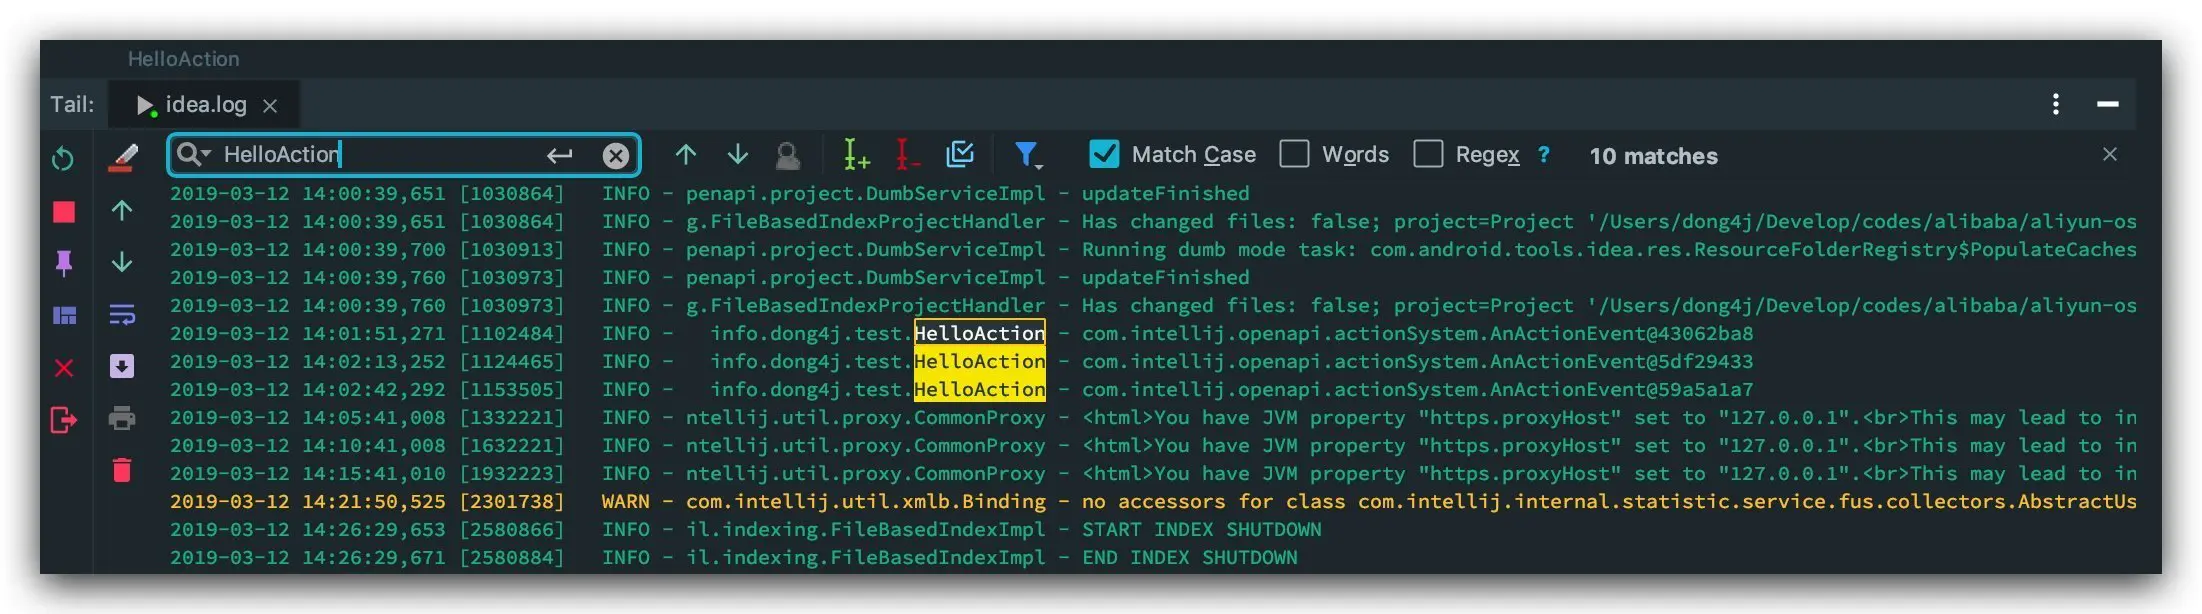 HelloAction
Tail: idea.log
HelloAction Match Case Words Regex ? 10 matches
2019-03-12 14:00:39,651 [1030864]   INFO - penapi.project.DumbServiceImpl - updateFinished
2019-03-12 14:00:39,651 [1030864]   INFO - g.FileBasedIndexProjectHandler - Has changed files: false; project=Project '/Users/dong4j/Develop/codes/alibaba/aliyun-os
2019-03-12 14:00:39,700 [1030913]   INFO - penapi.project.DumbServiceImpl - Running dumb mode task: com.android.tools.idea.res.ResourceFolderRegistry$PopulateCaches
2019-03-12 14:00:39,760 [1030973]   INFO - penapi.project.DumbServiceImpl - updateFinished
2019-03-12 14:00:39,760 [1030973]   INFO - g.FileBasedIndexProjectHandler - Has changed files: false; project=Project '/Users/dong4j/Develop/codes/alibaba/aliyun-os
2019-03-12 14:01:51,271 [1102484]   INFO -   info.dong4j.test.HelloAction - com.intellij.openapi.actionSystem.AnActionEvent@43062ba8
2019-03-12 14:02:13,252 [1124465]   INFO -   info.dong4j.test.HelloAction - com.intellij.openapi.actionSystem.AnActionEvent@5df29433
2019-03-12 14:02:42,292 [1153505]   INFO -   info.dong4j.test.HelloAction - com.intellij.openapi.actionSystem.AnActionEvent@59a5a1a7
2019-03-12 14:05:41,008 [1332221]   INFO - ntellij.util.proxy.CommonProxy - <html>You have JVM property "https.proxyHost" set to "127.0.0.1".<br>This may lead to in
2019-03-12 14:10:41,008 [1632221]   INFO - ntellij.util.proxy.CommonProxy - <html>You have JVM property "https.proxyHost" set to "127.0.0.1".<br>This may lead to in
2019-03-12 14:15:41,010 [1932223]   INFO - ntellij.util.proxy.CommonProxy - <html>You have JVM property "https.proxyHost" set to "127.0.0.1".<br>This may lead to in
2019-03-12 14:21:50,525 [2301738]   WARN - com.intellij.util.xmlb.Binding - no accessors for class com.intellij.internal.statistic.service.fus.collectors.AbstractUs
2019-03-12 14:26:29,653 [2580866]   INFO - il.indexing.FileBasedIndexImpl - START INDEX SHUTDOWN
2019-03-12 14:26:29,671 [2580884]   INFO - il.indexing.FileBasedIndexImpl - END INDEX SHUTDOWN